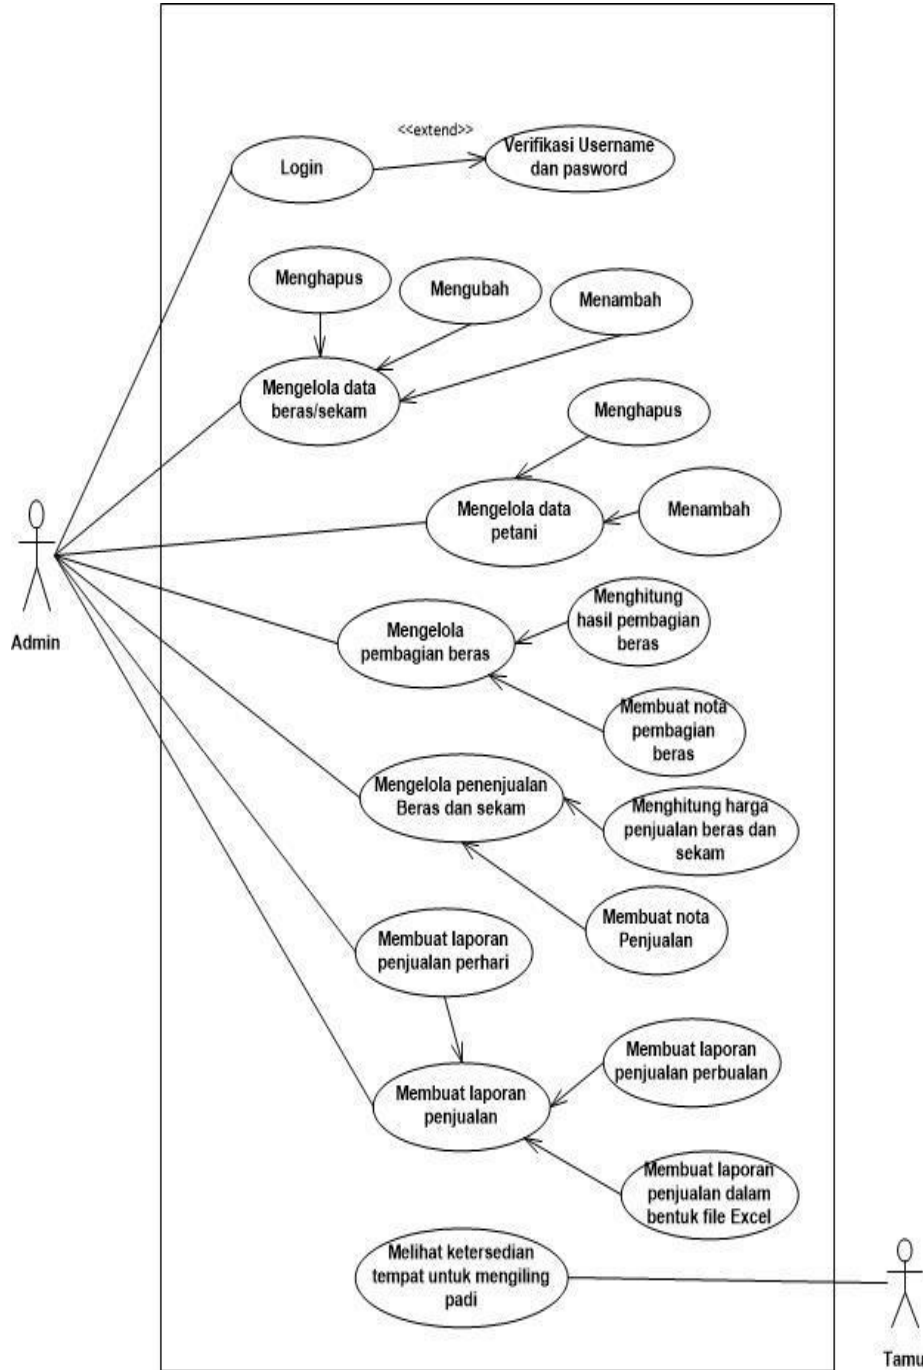 <<extend>>
Verifikasi Username
dan pasword
Login
Menghapus
Mengubah
Menambah
Mengelola data
beras/sekam
Menghapus
Mengelola data
petani
Menambah
Admin
Mengelola
pembagian beras
Menghitung
hasil pembagian
beras
Membuat nota
pembagian
beras
Mengelola penenjualan
Beras dan sekam
Menghitung harga
penjualan beras dan
sekam
Membuat nota
Penjualan
Membuat laporan
penjualan perhari
Membuat laporan
penjualan perbualan
Membuat laporan
penjualan
Membuat laporan
penjualan dalam
bentuk file Excel
Melihat ketersedian
tempat untuk mengiling
padi
Tamu